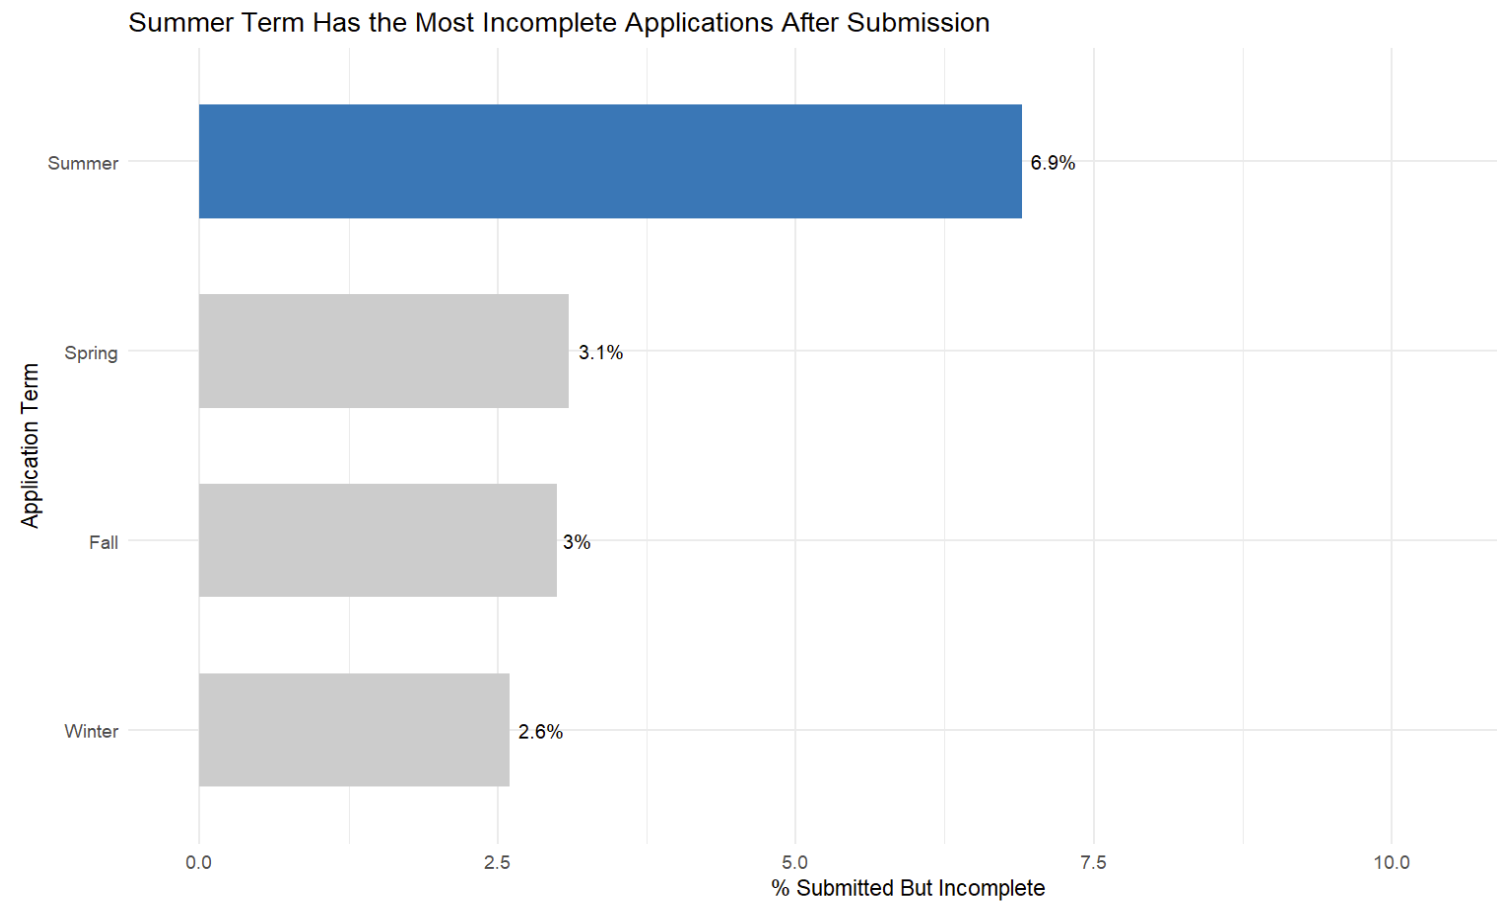 Summer Term Has the Most Incomplete Applications After Submission
Summer
6.9%
Spring
3.1%
Application Term
Fall
3%
Winter
2.6%
0.0 2.5 5.0 7.5 10.0
% Submitted But Incomplete